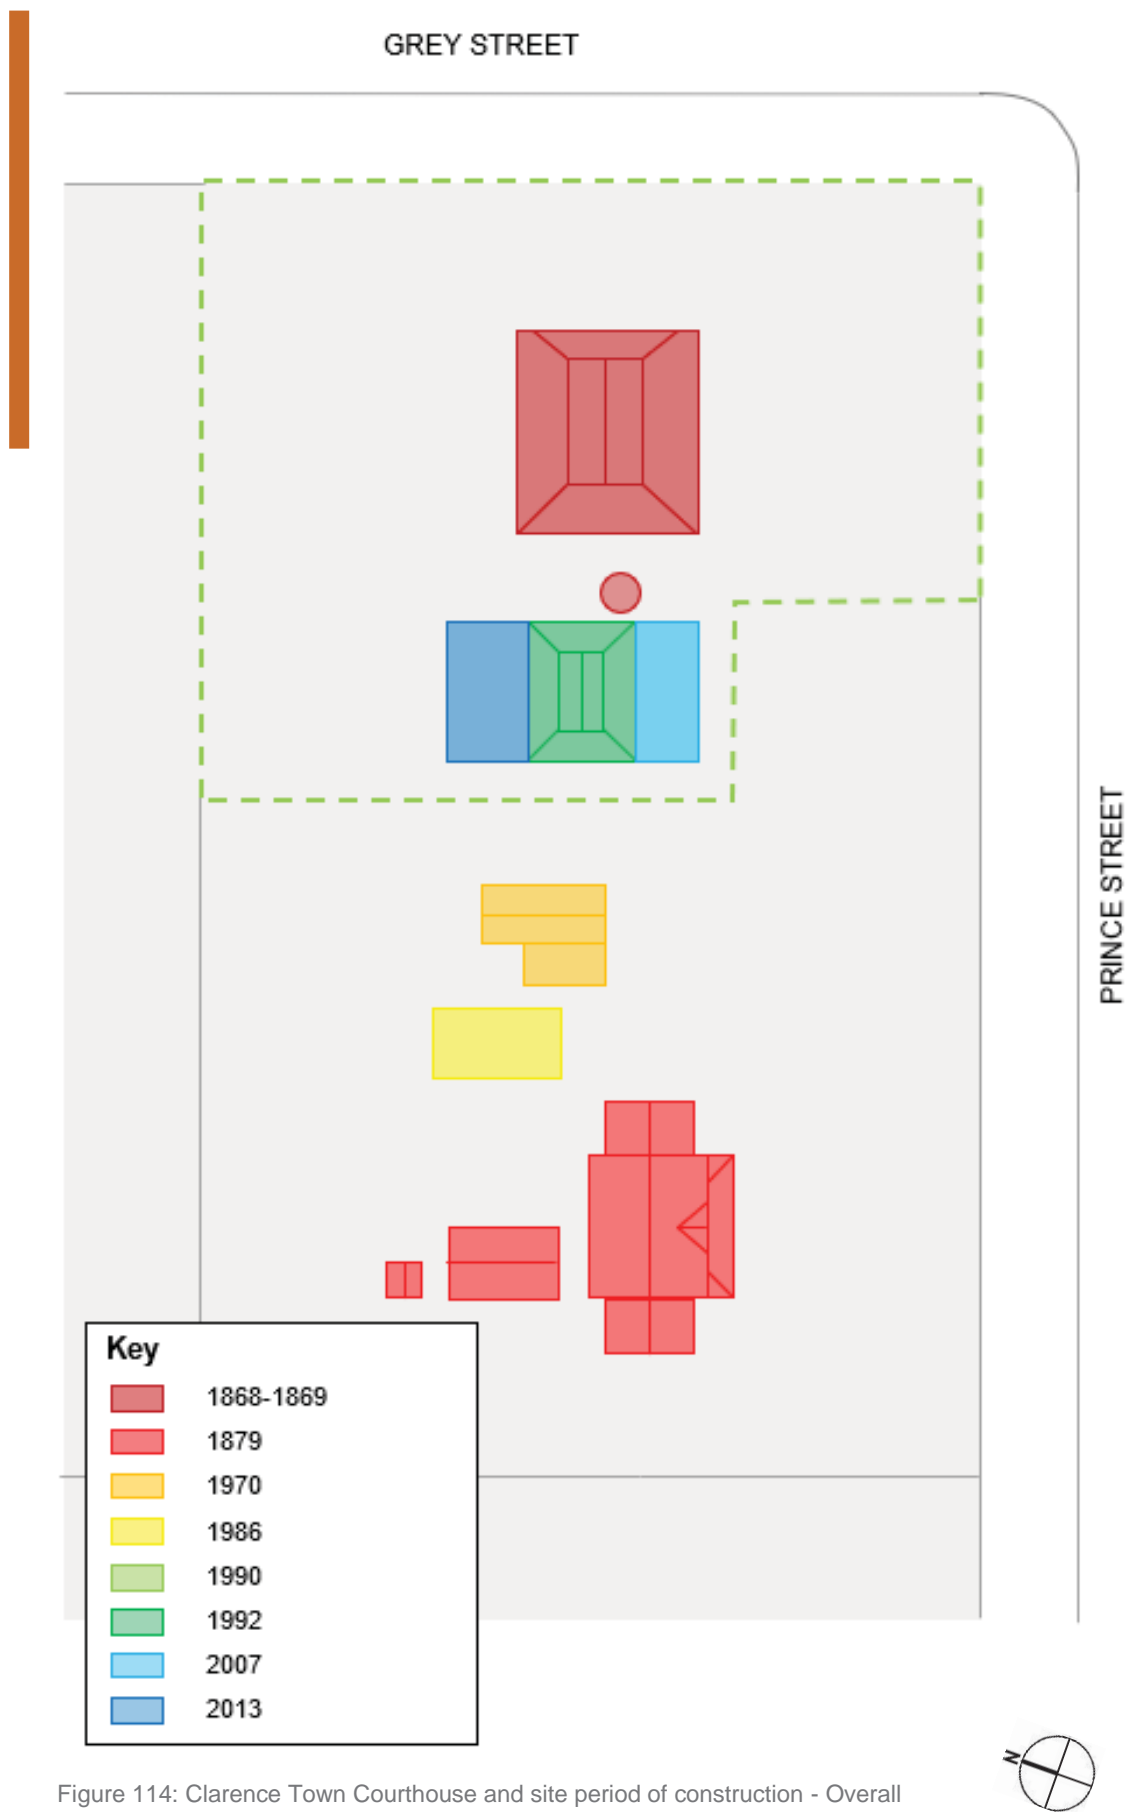 GREY STREET
PRINCE STREET
Key
1868-1869
1879
1970
1986
1990
1992
2007
2013
N
Figure 114: Clarence Town Courthouse and site period of construction - Overall